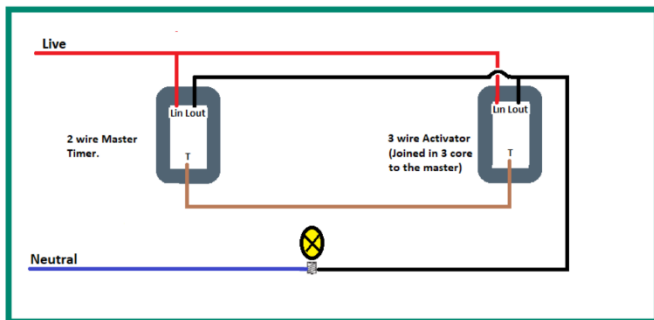 Live
Lin Lout
Lin Lout
2 wire Master
Timer.
T
3 wire Activator
(Joined in 3 core
to the master)
T
Neutral